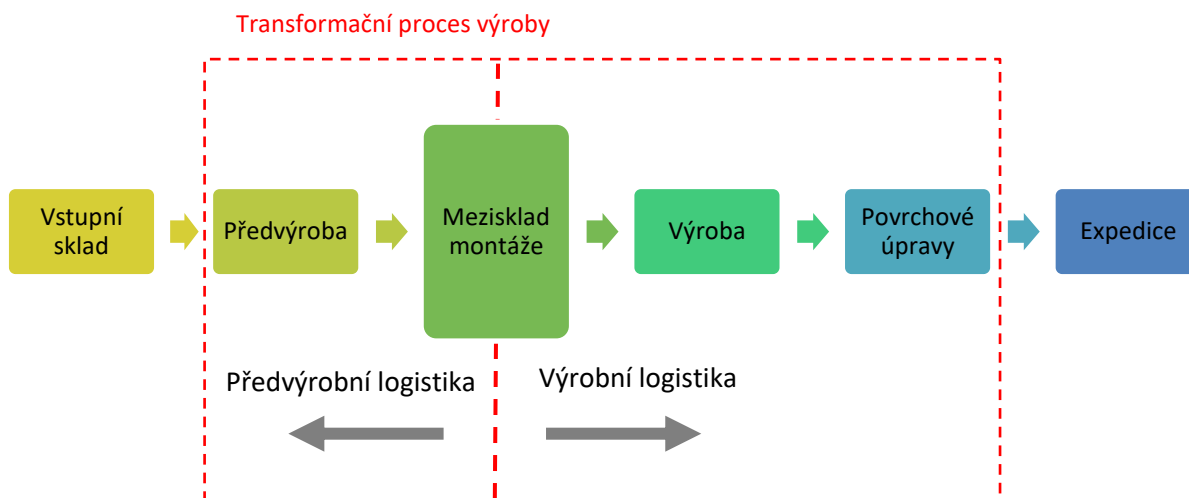 Transformační proces výroby
Vstupní
sklad
Předvýroba
Mezisklad
montáže
Výroba
Povrchové
úpravy
Expedice
Předvýrobní logistika
Výrobní logistika